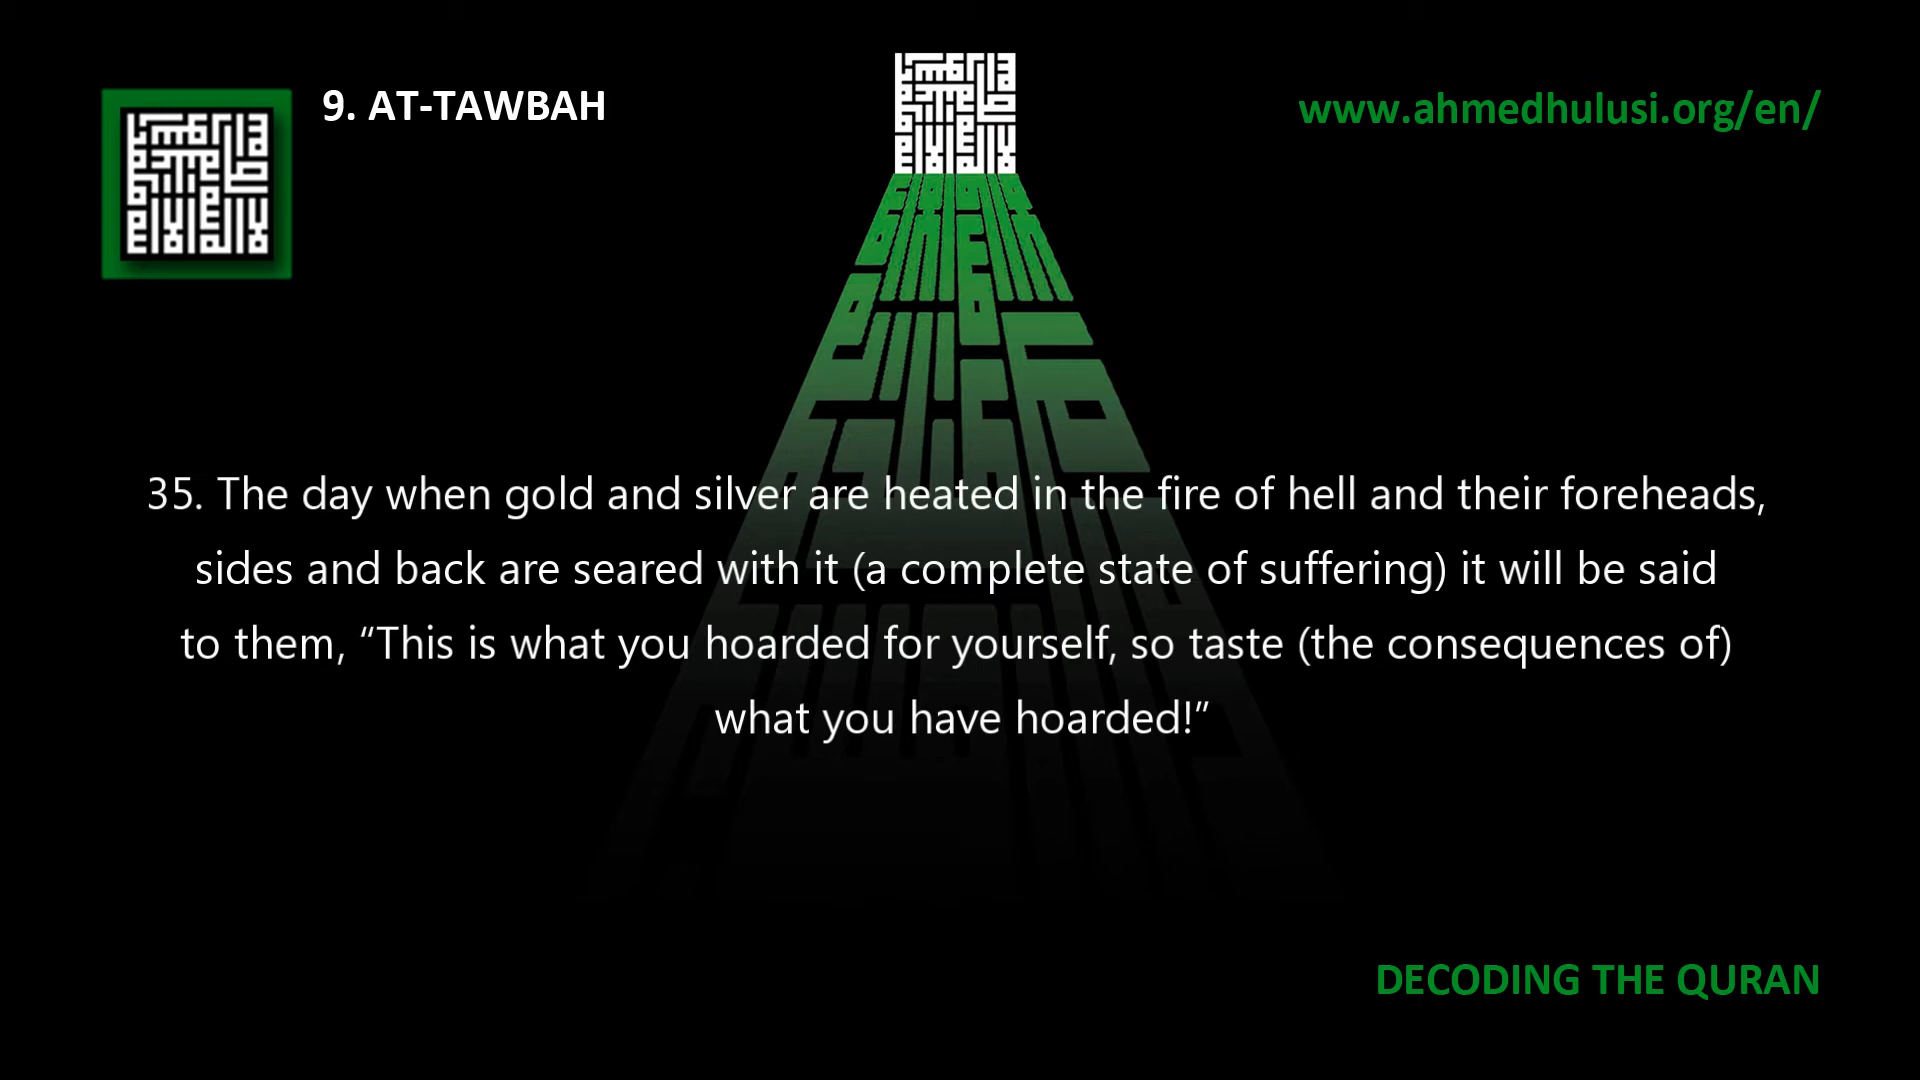 9. AT-TAWBAH
www.ahmedhulusi.org/en/
35. The day when gold and silver are heated in the fire of hell and their foreheads,
sides and back are seared with it (a complete state of suffering) it will be said
to them, “This is what you hoarded for yourself, so taste (the consequences of)
what you have hoarded!”
DECODING THE QURAN